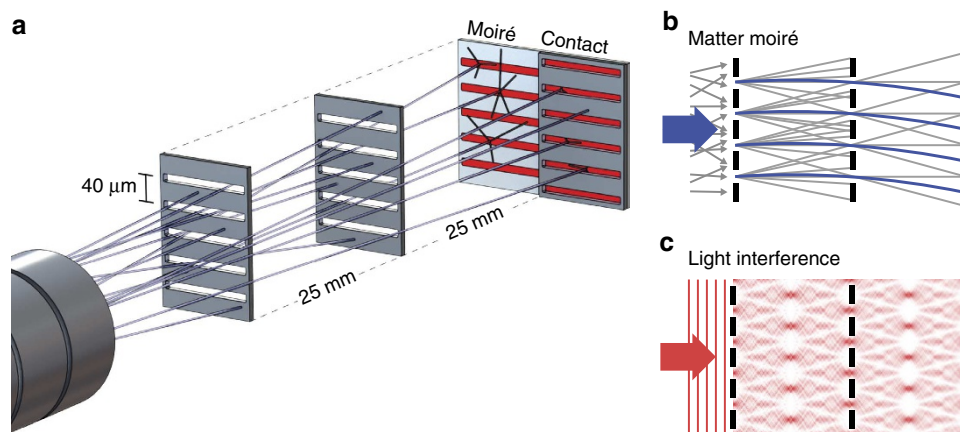 a
Moiré
Contact
40 μm
25 mm
25 mm
b
Matter moiré
c
Light interference